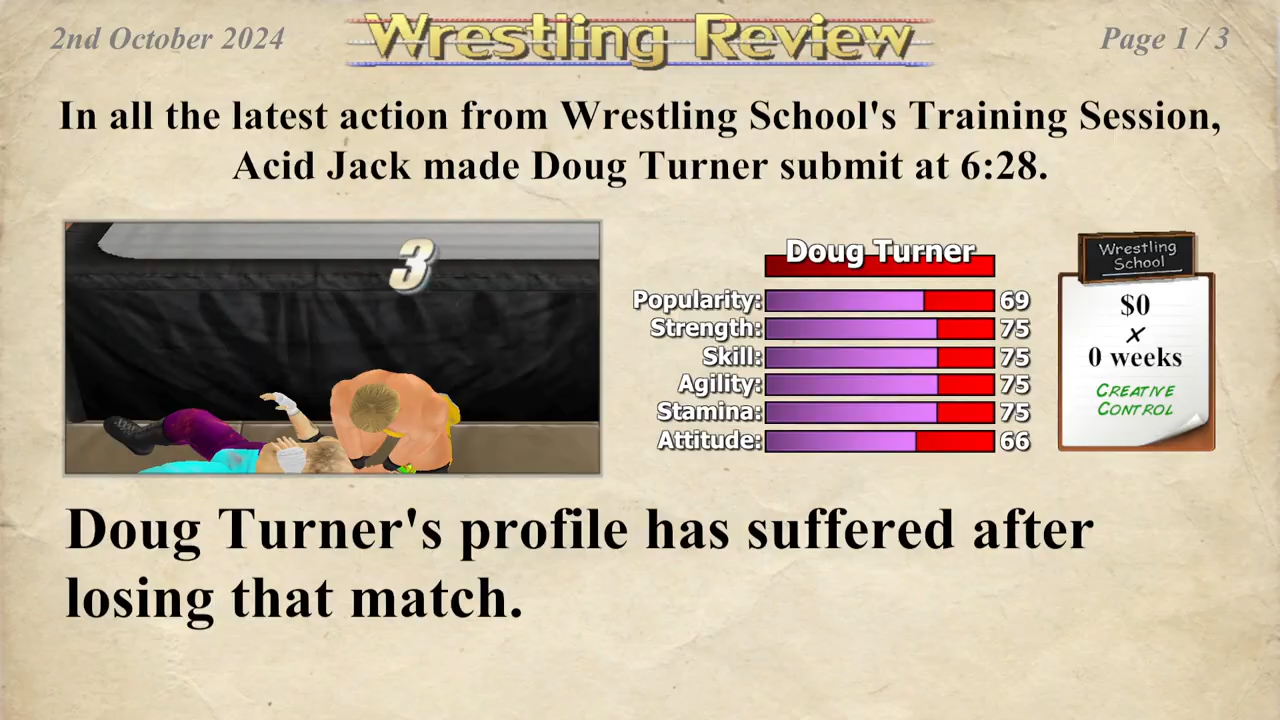 2nd October 2024
Wrestling Review
Page 1 / 3
In all the latest action from Wrestling School's Training Session,
Acid Jack made Doug Turner submit at 6:28.
3
Doug Turner
Popularity: 69
Strength: 75
Skill: 75
Agility: 75
Stamina: 75
Attitude: 66
Wrestling
School
$0
x
0 weeks
CREATIVE
CONTROL
Doug Turner's profile has suffered after
losing that match.